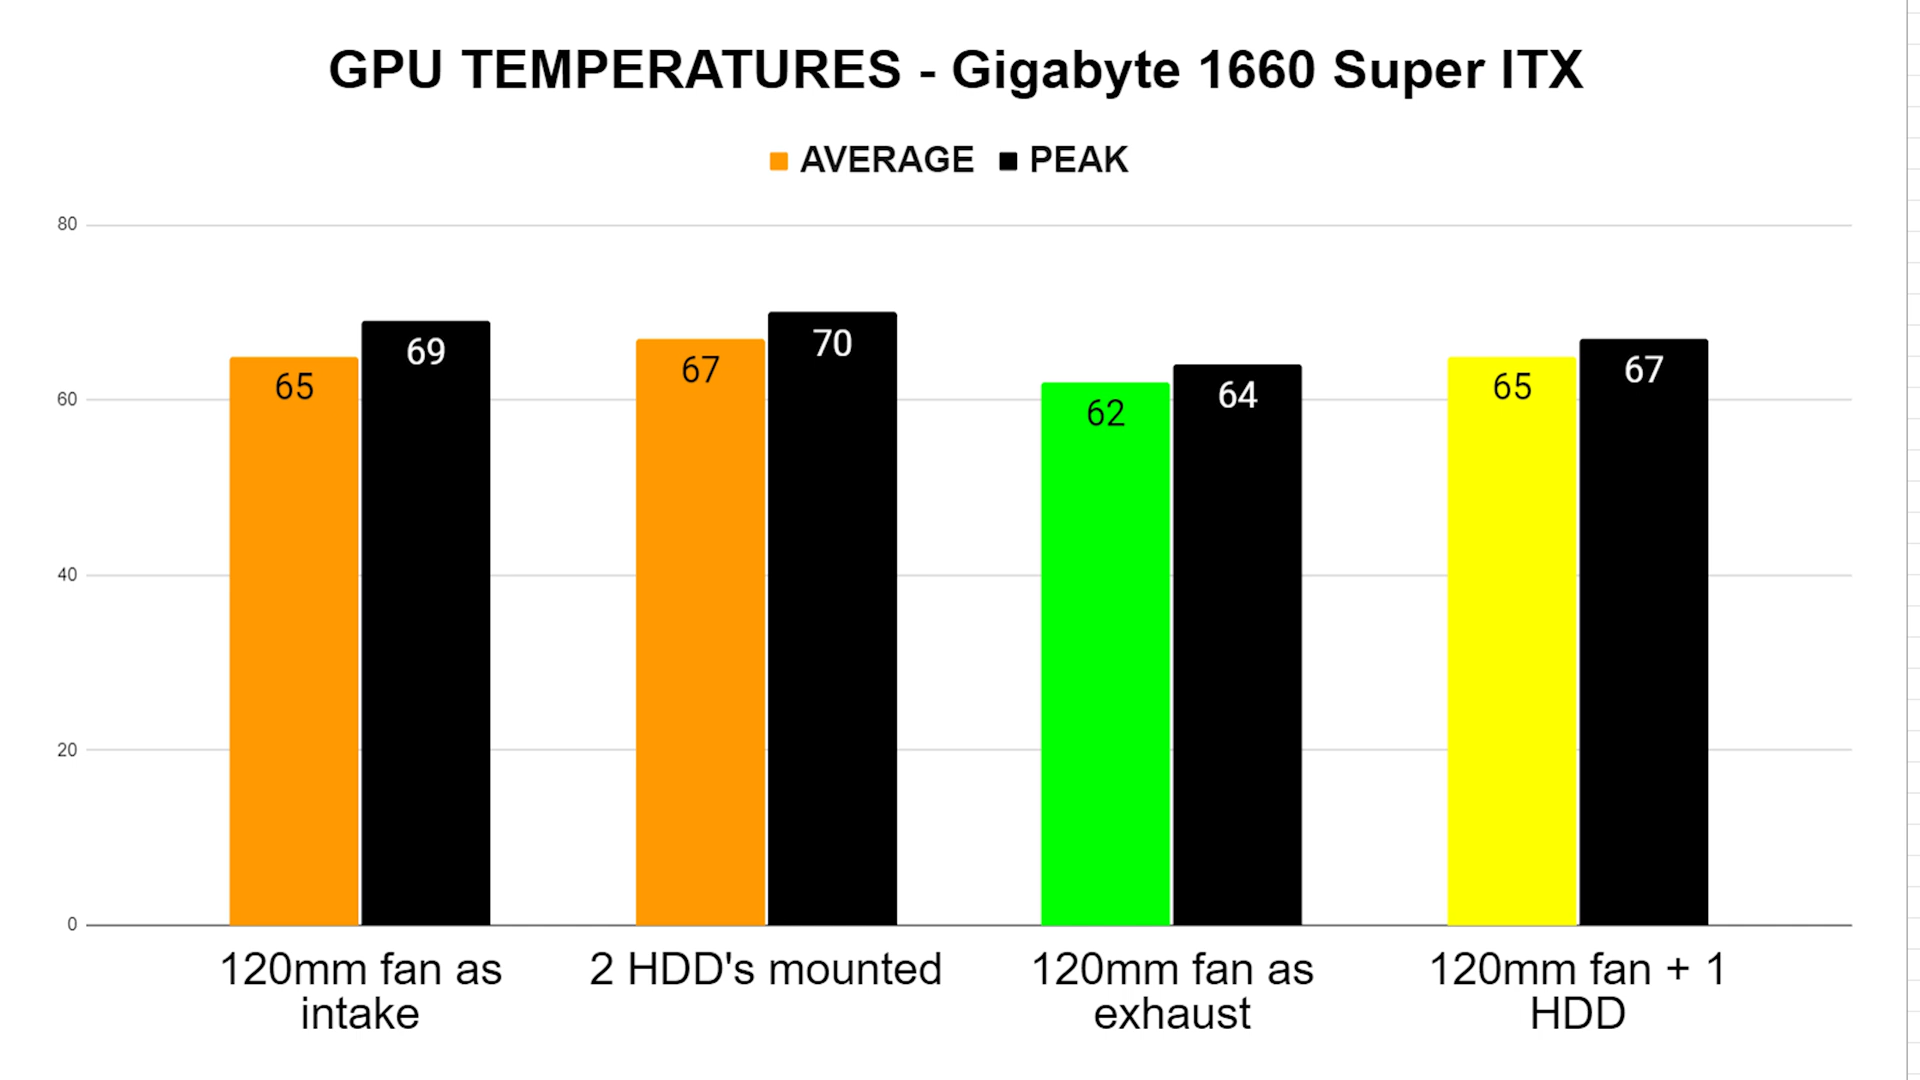 GPU TEMPERATURES - Gigabyte 1660 Super ITX
AVERAGE PEAK
80
69
70
65
67
62
64
65
67
60
40
20
0
120mm fan as
intake
2 HDD's mounted
120mm fan as
exhaust
120mm fan + 1
HDD